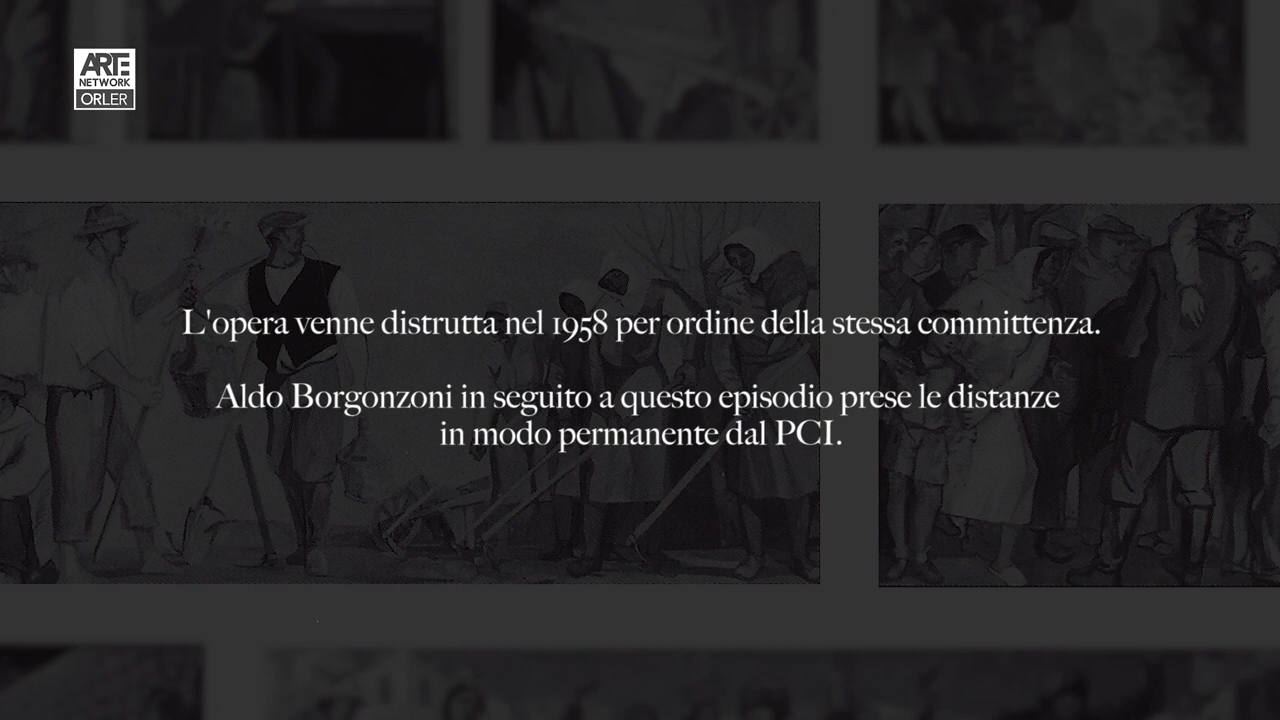 ARTE
NETWORK
ORLER
L'opera venne distrutta nel 1958 per ordine della stessa committenza.
Aldo Borgonzoni in seguito a questo episodio prese le distanze
in modo permanente dal PCI.